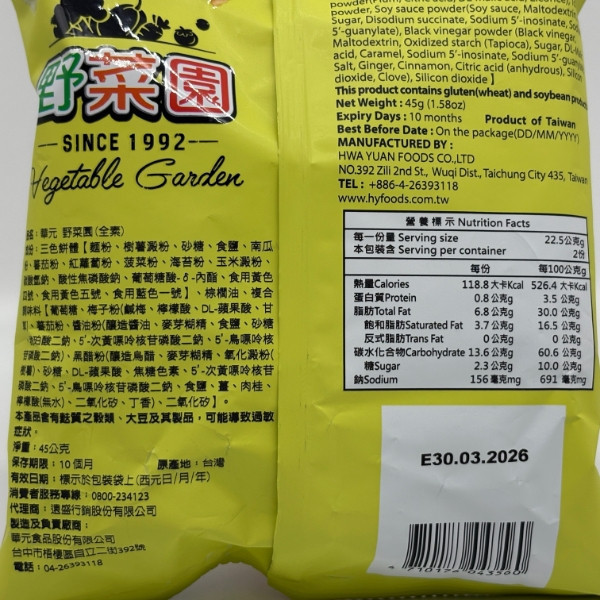 野菜園
SINCE 1992
Vegetable Garden
品名:華元 野菜園(全素)
三色餅體【麵粉、樹薯澱粉、砂糖、食鹽、南瓜
蕃茄粉、紅蘿蔔粉、菠菜粉、海苔粉、玉米澱粉、
酸性焦磷酸鈉、葡萄糖酸-δ-內酯、食用黃色
食用黃色五號、食用藍色一號】、棕櫚油、複合
調味料【葡萄糖、梅子粉(鹹梅、檸檬酸、DL-蘋果酸、甘
蕃茄粉、醬油粉(釀造醬油、麥芽糊精、食鹽、砂糖
二鈉、5'-次黃嘌呤核苷磷酸二鈉、5'-鳥嘌呤核
苷磷酸二鈉)、黑醋粉(釀造烏醋、麥芽糊精、氧化澱粉(
砂糖、DL-蘋果酸、焦糖色素、5'-次黃嘌呤核苷
磷酸二鈉、5'-鳥嘌呤核苷磷酸二鈉、食鹽、薑、肉桂、
檸檬酸(無水)、二氧化矽、丁香)、二氧化矽】。
本產品含有麩質之穀類、大豆及其製品,可能導致過敏
症狀。
淨重:45公克
保存期限:10個月 原產地:台灣
有效日期:標示於包裝袋上(西元日/月/年)
消費者服務專線:0800-234123
代理商:遠盛行銷股份有限公司
製造及負責廠商:
華元食品股份有限公司
台中市梧棲區自立二街392號
電話:04-26393118
powder, Soy sauce powder(Soy sauce, Maltodextrin,
Sugar, Disodium succinate, Sodium 5'-inosinate, Sodium
5'-guanylate), Black vinegar powder (Black vinegar,
Maltodextrin, Oxidized starch (Tapioca), Sugar, DL-Malic
acid, Caramel, Sodium 5'-inosinate, Sodium 5'-guanylate,
Salt, Ginger, Cinnamon, Citric acid (anhydrous), Silicon
dioxide, Clove), Silicon dioxide】
This product contains gluten(wheat) and soybean products
Net Weight : 45g (1.58oz)
Expiry Days : 10 months Product of Taiwan
Best Before Date : On the package(DD/MM/YYYY)
MANUFACTURED BY :
HWA YUAN FOODS CO.,LTD
NO.392 Zili 2nd St., Wuqi Dist., Taichung City 435, Taiwan
TEL : +886-4-26393118
www.hyfoods.com.tw
營養標示 Nutrition Facts
每一份量 Serving size 22.5公克g
本包裝含 Serving per container 2份
每份 每100公克g
熱量Calories 118.8 大卡Kcal 526.4 大卡Kcal
蛋白質Protein 0.8 公克g 3.5 公克g
脂肪Total Fat 6.8 公克g 30.0 公克g
飽和脂肪Saturated Fat 3.7 公克g 16.5 公克g
反式脂肪Trans Fat 0 公克g 0 公克g
碳水化合物Carbohydrate 13.6 公克g 60.6 公克g
糖Sugar 2.3 公克g 10.0 公克g
鈉Sodium 156 毫克mg 691 毫克mg
E30.03.2026